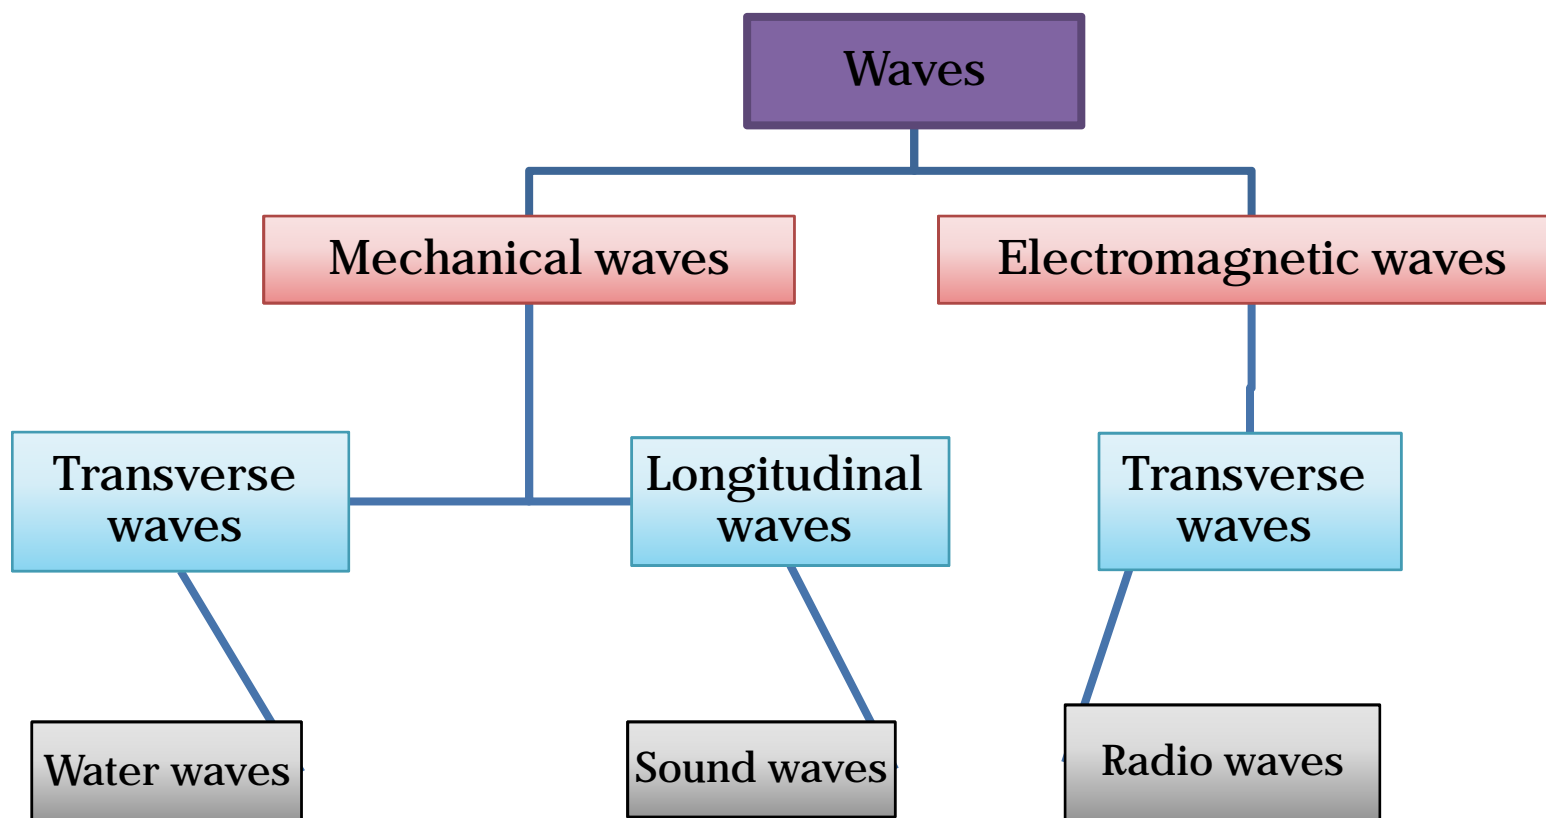 Waves
Mechanical waves
Electromagnetic waves
Transverse
waves
Longitudinal
waves
Transverse
waves
Water waves
Sound waves
Radio waves